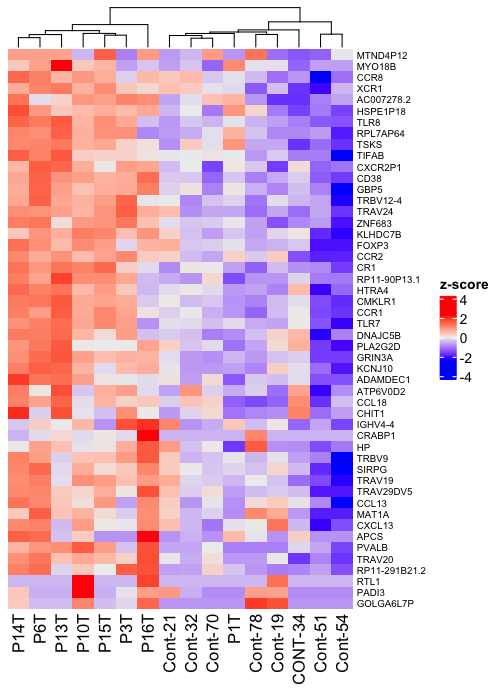 MTND4P12
MYO18B
CCR8
XCR1
AC007278.2
HSPE1P18
TLR8
RPL7AP64
TSKS
TIFAB
CXCR2P1
CD38
GBP5
TRBV12-4
TRAV24
ZNF683
KLHDC7B
FOXP3
CCR2
CR1
RP11-90P13.1
HTRA4
CMKLR1
CCR1
TLR7
DNAJC5B
PLA2G2D
GRIN3A
KCNJ10
ADAMDEC1
ATP6V0D2
CCL18
CHIT1
IGHV4-4
CRABP1
HP
TRBV9
SIRPG
TRAV19
TRAV29DV5
CCL13
MAT1A
CXCL13
APCS
PVALB
TRAV20
RP11-291B21.2
RTL1
PADI3
GOLGA6L7P
z-score
4
2
0
-2
-4
P14T
P6T
P13T
P10T
P15T
P3T
P16T
Cont-21
Cont-32
Cont-70
P1T
Cont-78
Cont-19
CONT-34
Cont-51
Cont-54